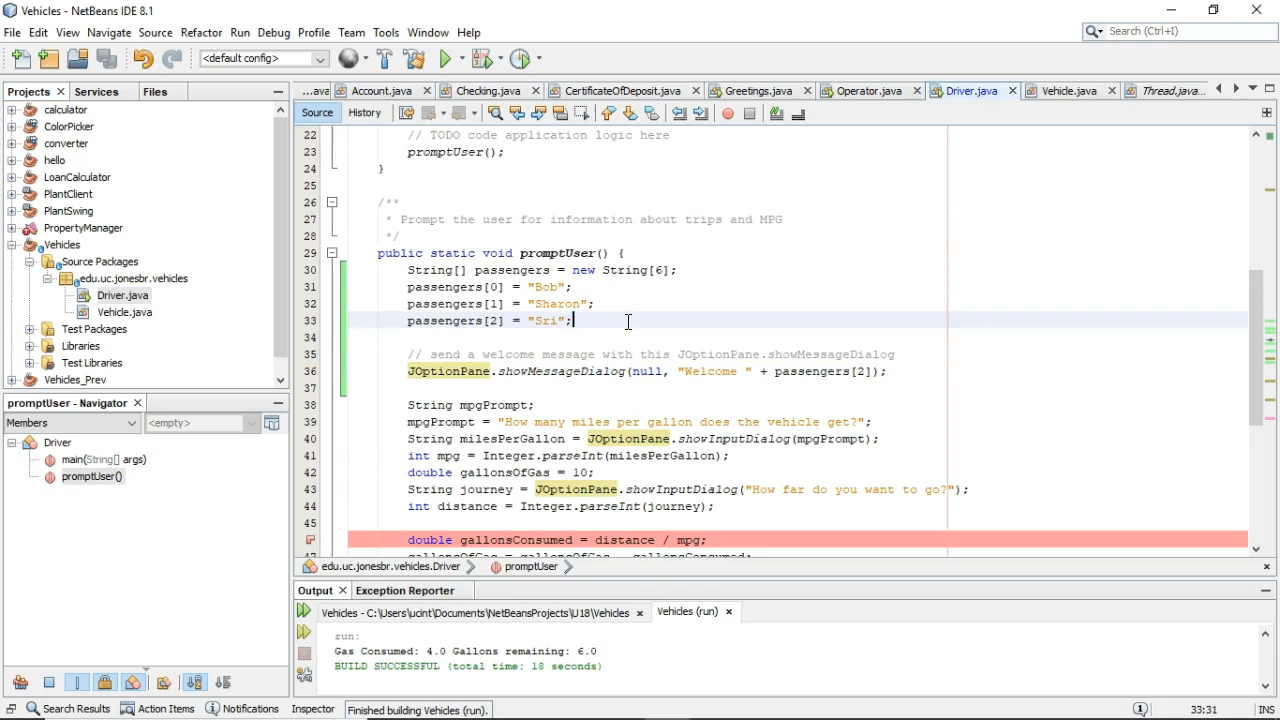 Vehicles - NetBeans IDE 8.1
File Edit View Navigate Source Refactor Run Debug Profile Team Tools Window Help
Search (Ctrl+I)
<default config>
Projects Services Files
...ava Account.java Checking.java CertificateOfDeposit.java Greetings.java Operator.java Driver.java Vehicle.java Thread.java...
Source History
calculator
ColorPicker
converter
hello
LoanCalculator
PlantClient
PlantSwing
PropertyManager
Vehicles
Source Packages
edu.uc.jonesbr.vehicles
Driver.java
Vehicle.java
Test Packages
Libraries
Test Libraries
Vehicles_Prev
22 // TODO code application logic here
23 promptUser();
24 }
25
26 /**
27 * Prompt the user for information about trips and MPG
28 */
29 public static void promptUser() {
30 String[] passengers = new String[6];
31 passengers[0] = "Bob";
32 passengers[1] = "Sharon";
33 passengers[2] = "Sri";
34
35 // send a welcome message with this JOptionPane.showMessageDialog
36 JOptionPane.showMessageDialog(null, "Welcome " + passengers[2]);
37
38 String mpgPrompt;
39 mpgPrompt = "How many miles per gallon does the vehicle get?";
40 String milesPerGallon = JOptionPane.showInputDialog(mpgPrompt);
41 int mpg = Integer.parseInt(milesPerGallon);
42 double gallonsOfGas = 10;
43 String journey = JOptionPane.showInputDialog("How far do you want to go?");
44 int distance = Integer.parseInt(journey);
45
double gallonsConsumed = distance / mpg;
47 gallonsOfGas = gallonsOfGas - gallonsConsumed;
promptUser - Navigator
Members <empty>
Driver
main(String[] args)
promptUser()
edu.uc.jonesbr.vehicles.Driver promptUser
Output Exception Reporter
Vehicles - C:\Users\ucint\Documents\NetBeansProjects\U18\Vehicles Vehicles (run)
run:
Gas Consumed: 4.0 Gallons remaining: 6.0
BUILD SUCCESSFUL (total time: 18 seconds)
Search Results Action Items Notifications Inspector Finished building Vehicles (run). 33:31 INS